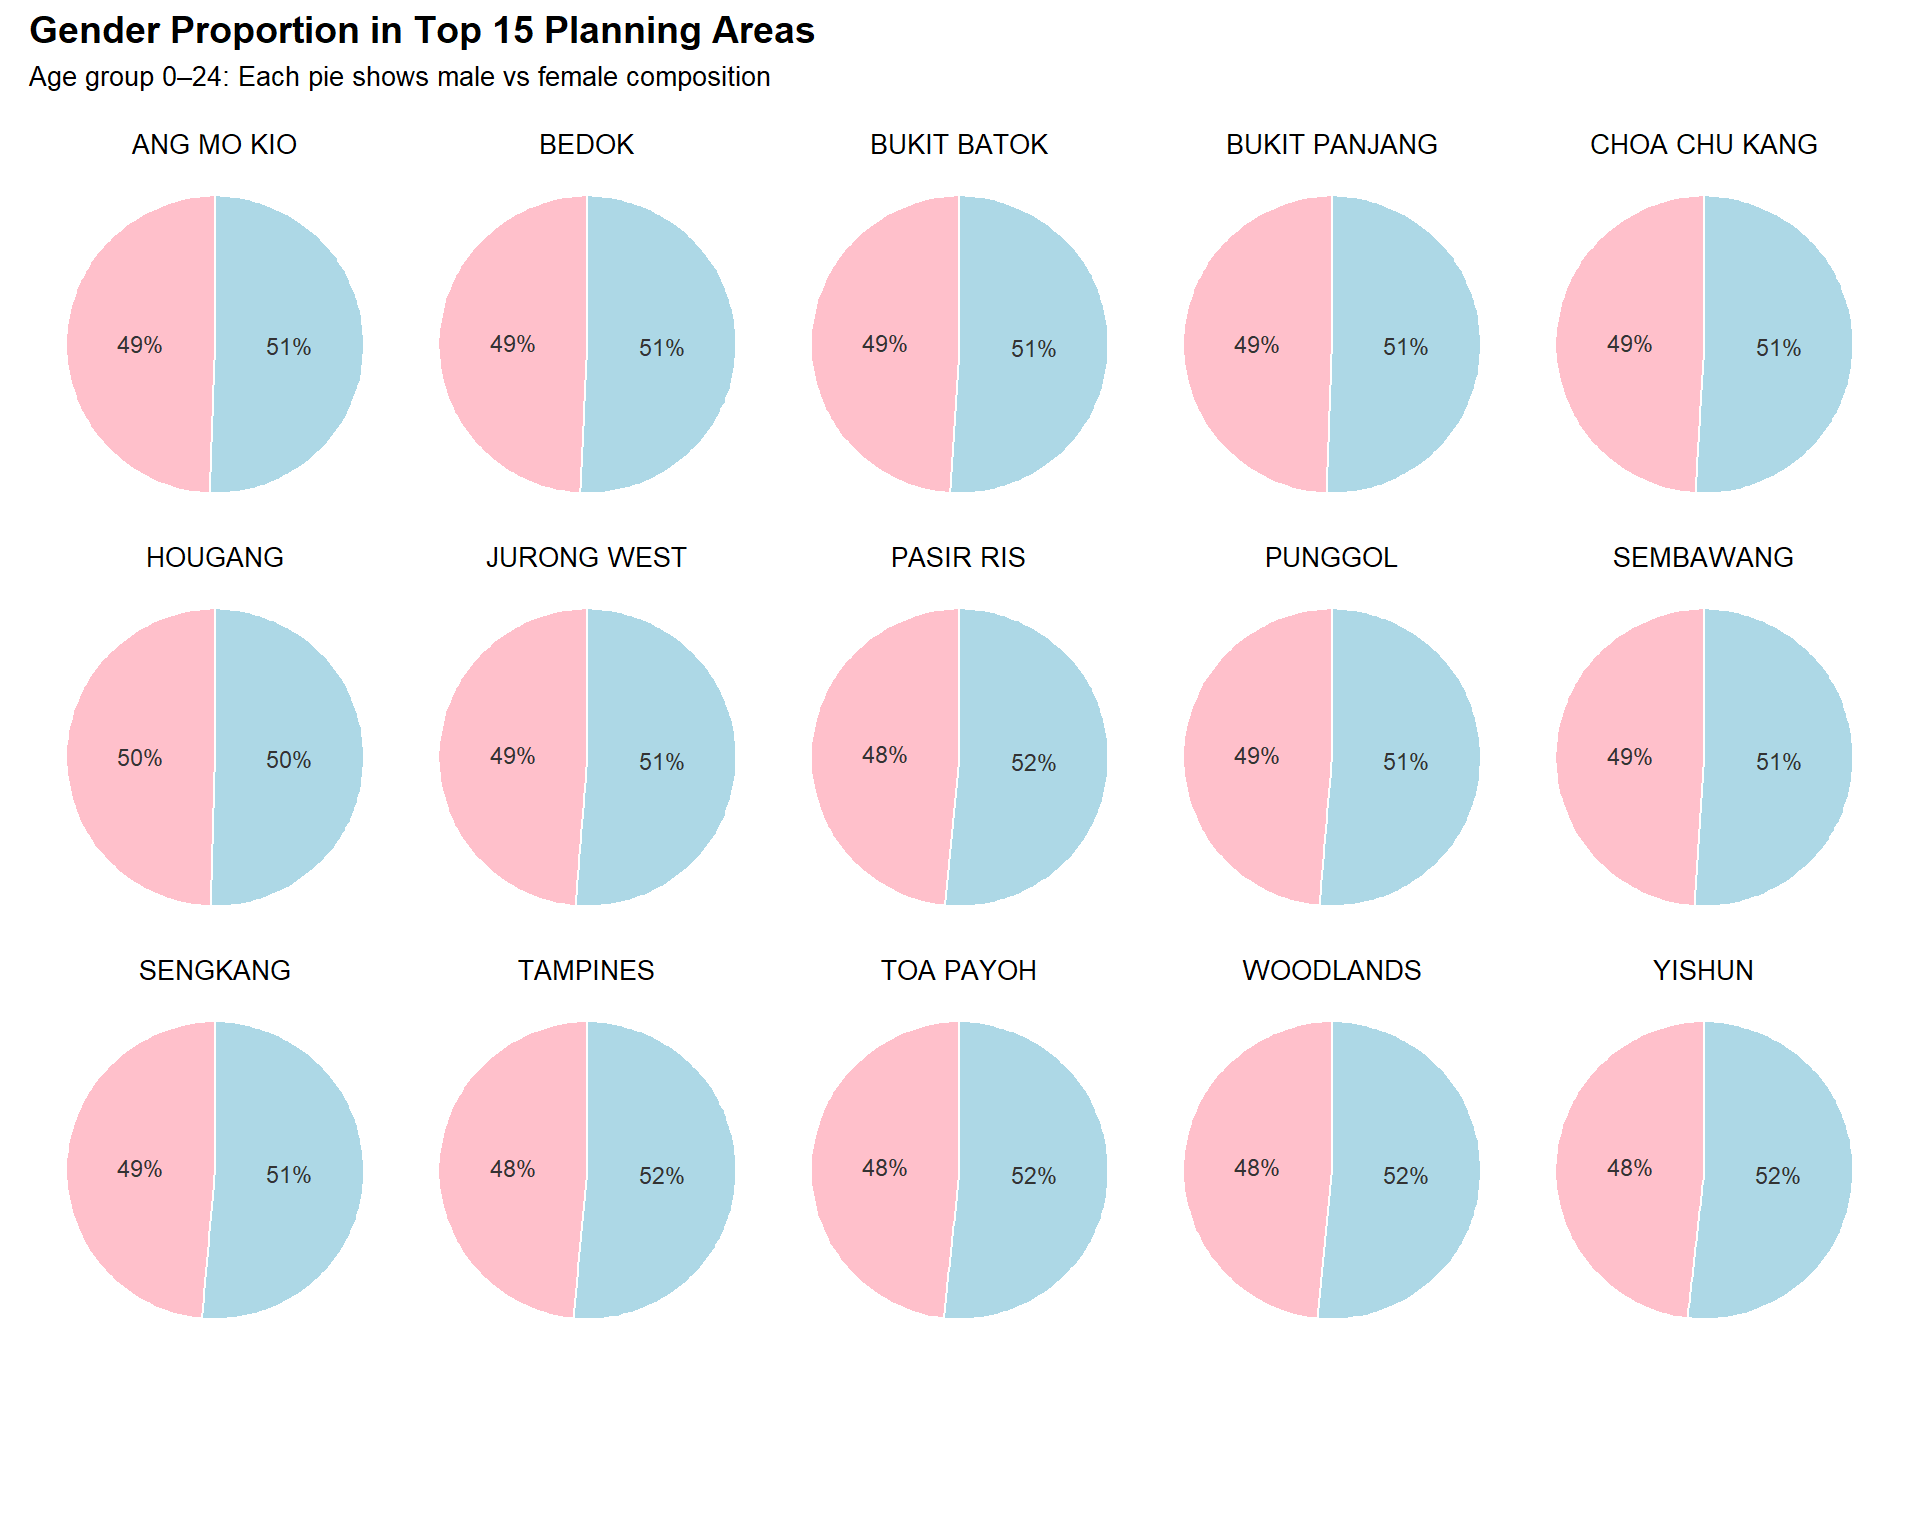 Gender Proportion in Top 15 Planning Areas
Age group 0–24: Each pie shows male vs female composition
ANG MO KIO
49%
51%
BEDOK
49%
51%
BUKIT BATOK
49%
51%
BUKIT PANJANG
49%
51%
CHOA CHU KANG
49%
51%
HOUGANG
50%
50%
JURONG WEST
49%
51%
PASIR RIS
48%
52%
PUNGGOL
49%
51%
SEMBAWANG
49%
51%
SENGKANG
49%
51%
TAMPINES
48%
52%
TOA PAYOH
48%
52%
WOODLANDS
48%
52%
YISHUN
48%
52%